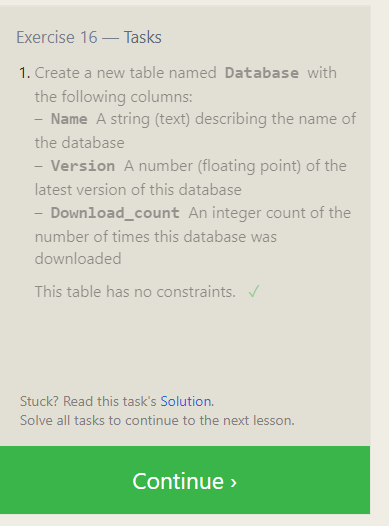 Exercise 16 — Tasks
1. Create a new table named Database with
the following columns:
– Name A string (text) describing the name of
the database
– Version A number (floating point) of the
latest version of this database
– Download_count An integer count of the
number of times this database was
downloaded
This table has no constraints. ✓
Stuck? Read this task's Solution.
Solve all tasks to continue to the next lesson.
Continue ›